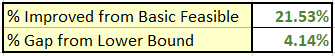 % Improved from Basic Feasible 21.53%
% Gap from Lower Bound 4.14%